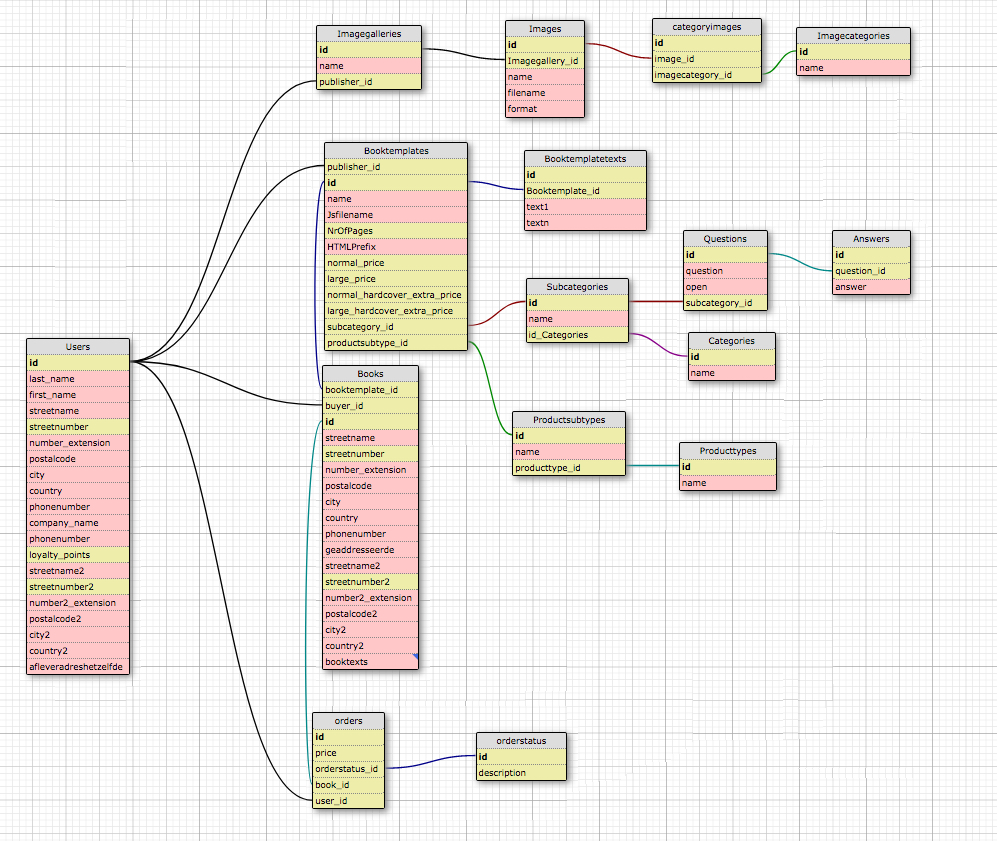 Imagegalleries
id
name
publisher_id
Images
id
Imagegallery_id
name
filename
format
categoryimages
id
image_id
imagecategory_id
Imagecategories
id
name
Booktemplates
publisher_id
id
name
Jsfilename
NrOfPages
HTMLPrefix
normal_price
large_price
normal_hardcover_extra_price
large_hardcover_extra_price
subcategory_id
productsubtype_id
Booktemplatetexts
id
Booktemplate_id
text1
textn
Questions
id
question
open
subcategory_id
Answers
id
question_id
answer
Subcategories
id
name
id_Categories
Categories
id
name
Users
id
last_name
first_name
streetname
streetnumber
number_extension
postalcode
city
country
phonenumber
company_name
phonenumber
loyalty_points
streetname2
streetnumber2
number2_extension
postalcode2
city2
country2
afleveradreshetzelfde
Books
booktemplate_id
buyer_id
id
streetname
streetnumber
number_extension
postalcode
city
country
phonenumber
geaddresseerde
streetname2
streetnumber2
number2_extension
postalcode2
city2
country2
booktexts
Productsubtypes
id
name
producttype_id
Producttypes
id
name
orders
id
price
orderstatus_id
book_id
user_id
orderstatus
id
description